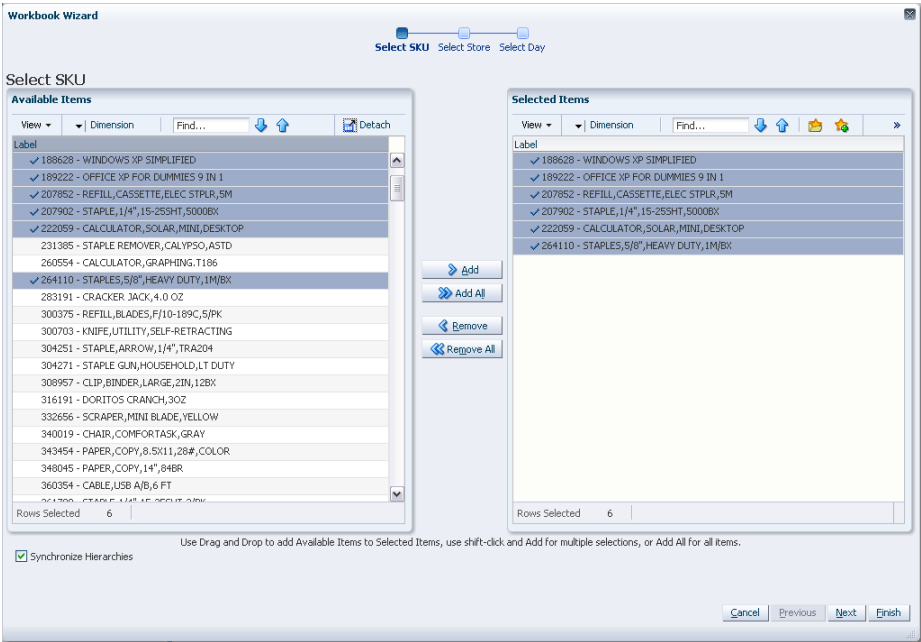 Workbook Wizard
Select SKU Select Store Select Day
Select SKU
Available Items
View Dimension Find... Detach
Label
188628 - WINDOWS XP SIMPLIFIED
189222 - OFFICE XP FOR DUMMIES 9 IN 1
207852 - REFILL,CASSETTE,ELEC STPLR,5M
207902 - STAPLE,1/4",15-25SHT,5000BX
222059 - CALCULATOR,SOLAR,MINI,DESKTOP
231385 - STAPLE REMOVER,CALYPSO,ASTD
260554 - CALCULATOR,GRAPHING.T186
264110 - STAPLES,5/8",HEAVY DUTY,1M/BX
283191 - CRACKER JACK,4.0 OZ
300375 - REFILL,BLADES,F/10-189C,5/PK
300703 - KNIFE,UTILITY,SELF-RETRACTING
304251 - STAPLE,ARROW,1/4",TRA204
304271 - STAPLE GUN,HOUSEHOLD,LT DUTY
308957 - CLIP,BINDER,LARGE,2IN,12BX
316191 - DORITOS CRANCH,3OZ
332656 - SCRAPER,MINI BLADE,YELLOW
340019 - CHAIR,COMFORTASK,GRAY
343454 - PAPER,COPY,8.5X11,28#,COLOR
348045 - PAPER,COPY,14",84BR
360354 - CABLE,USB A/B,6 FT
Rows Selected 6
Add
Add All
Remove
Remove All
Selected Items
View Dimension Find... »
Label
188628 - WINDOWS XP SIMPLIFIED
189222 - OFFICE XP FOR DUMMIES 9 IN 1
207852 - REFILL,CASSETTE,ELEC STPLR,5M
207902 - STAPLE,1/4",15-25SHT,5000BX
222059 - CALCULATOR,SOLAR,MINI,DESKTOP
264110 - STAPLES,5/8",HEAVY DUTY,1M/BX
Rows Selected 6
Use Drag and Drop to add Available Items to Selected Items, use shift-click and Add for multiple selections, or Add All for all items.
Synchronize Hierarchies
Cancel Previous Next Finish